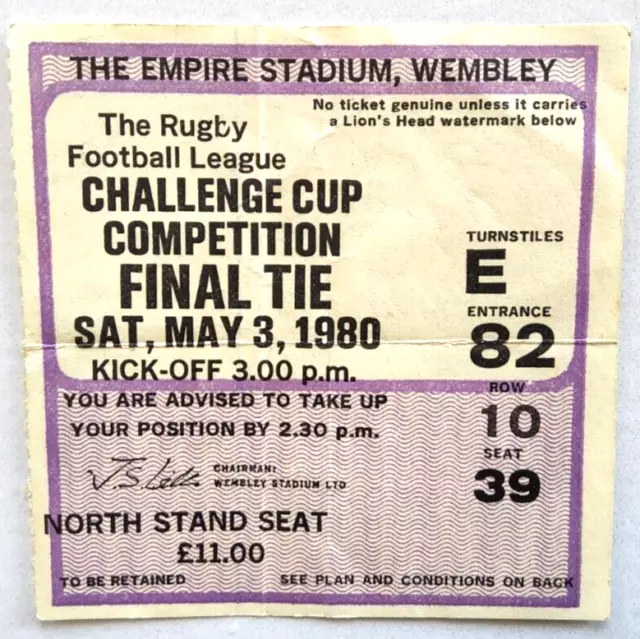 THE EMPIRE STADIUM, WEMBLEY
No ticket genuine unless it carries
a Lion's Head watermark below
The Rugby
Football League
CHALLENGE CUP
COMPETITION
FINAL TIE
SAT, MAY 3, 1980
KICK-OFF 3.00 p.m.
TURNSTILES
E
ENTRANCE
82
ROW
10
SEAT
39
YOU ARE ADVISED TO TAKE UP
YOUR POSITION BY 2.30 p.m.
CHAIRMAN:
WEMBLEY STADIUM LTD
NORTH STAND SEAT
£11.00
TO BE RETAINED
SEE PLAN AND CONDITIONS ON BACK